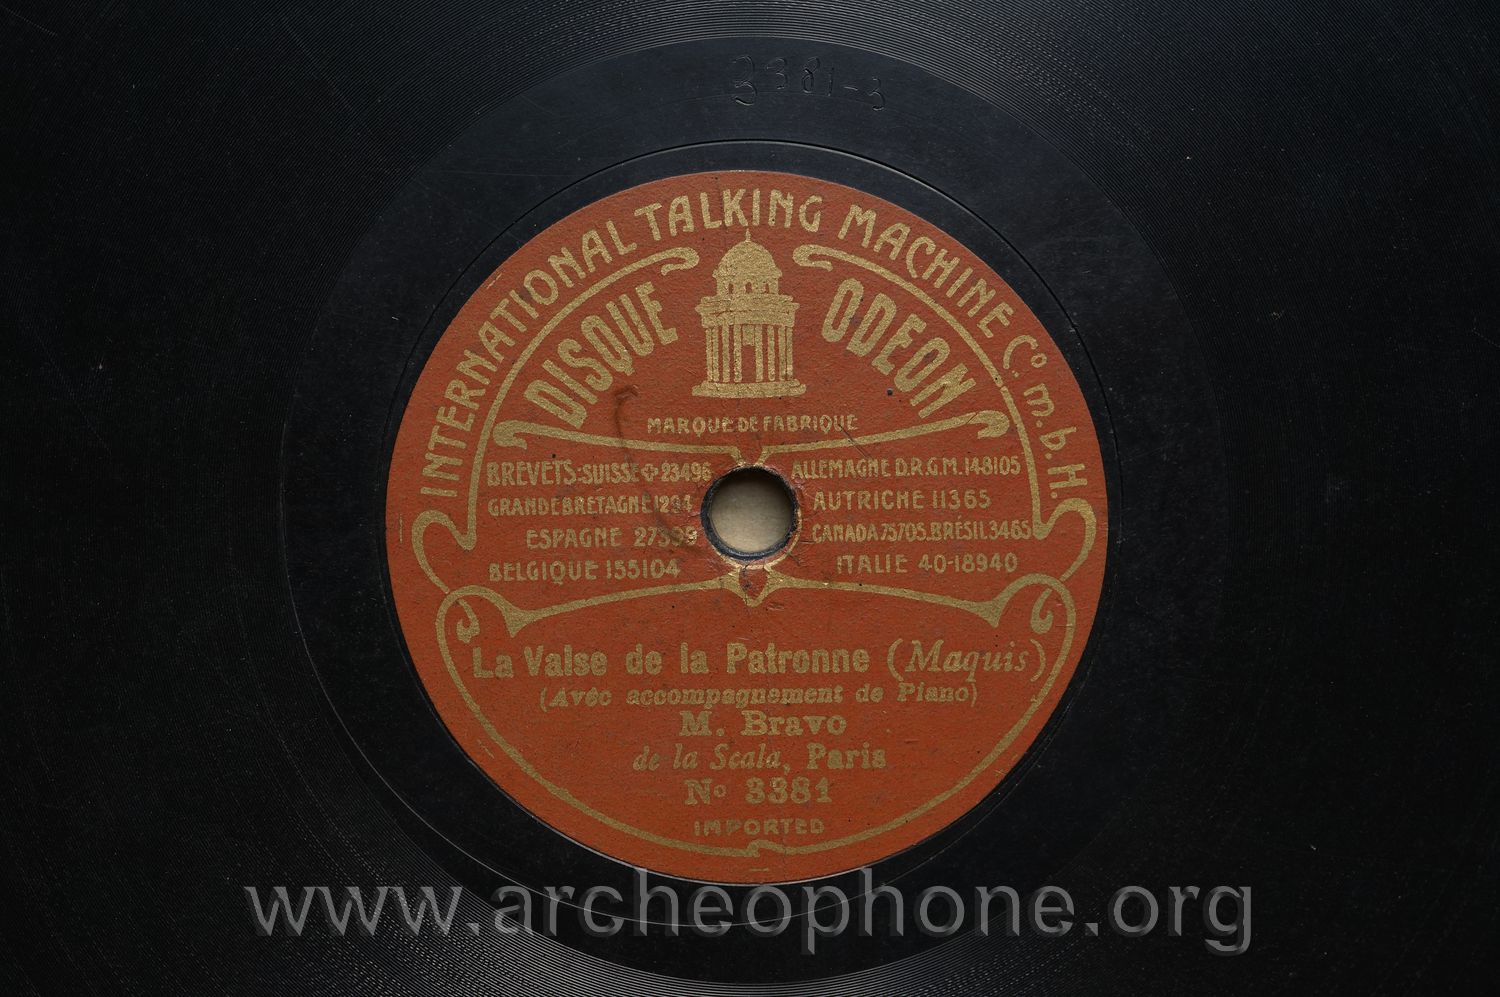 3381-3
INTERNATIONAL TALKING MACHINE Co. m. b. H.
DISQUE ODEON
MARQUE DE FABRIQUE
BREVETS-SUISSE 23496
GRANDEBRETAGNE 1294
ESPAGNE 27399
BELGIQUE 155104
ALLEMAGNE D.R.G.M. 148105
AUTRICHE 11365
CANADA 75705. BRÉSIL 3465
ITALIE 40-18940
La Valse de la Patronne (Maquis)
(Avec accompagnement de Piano)
M. Bravo
de la Scala, Paris
No 3381
IMPORTED
www.archeophone.org